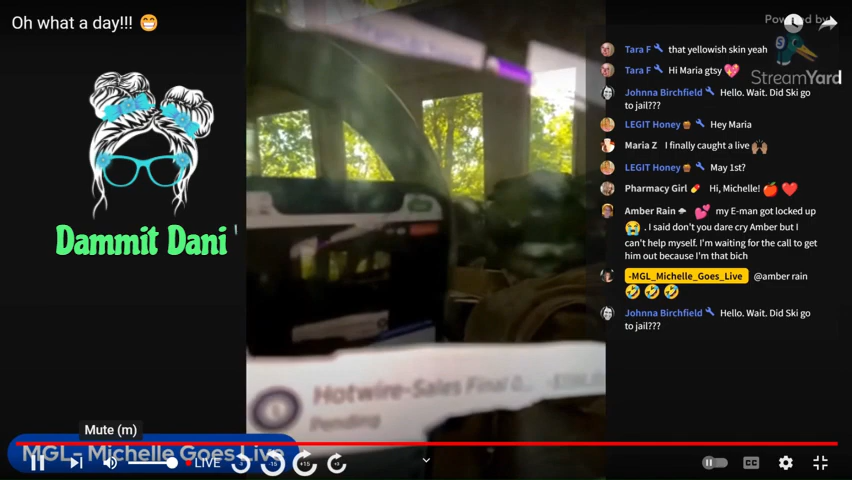 Oh what a day!!! 😁
Powered by
StreamYard
Tara F that yellowish skin yeah
Tara F Hi Maria gtsy 💖
Johnna Birchfield Hello. Wait. Did Ski go
to jail???
LEGIT Honey Hey Maria
Maria Z I finally caught a live
LEGIT Honey May 1st?
Pharmacy Girl Hi, Michelle! 🍎 ❤️
Amber Rain 💕 my E-man got locked up
😭 . I said don't you dare cry Amber but I
can't help myself. I'm waiting for the call to get
him out because I'm that bich
-MGL_Michelle_Goes_Live @amber rain
🤣 🤣 🤣
Johnna Birchfield Hello. Wait. Did Ski go
to jail???
Dammit Dani
Hotwire-Sales Final
Pending
Mute (m)
MGL- Michelle Goes Live
LIVE
-15
+15
CC